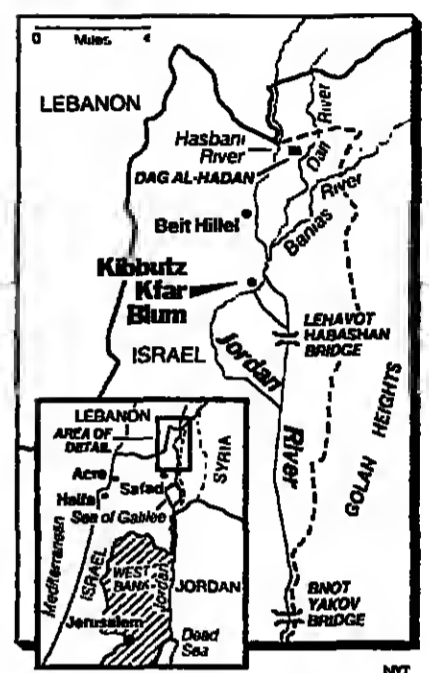 0 Miles 4
LEBANON
Hasbani
River
DAG AL-HADAN
Dan
River
Banias
River
Beit Hillel
Kibbutz
Kfar
Blum
ISRAEL
Jordan
River
LEHAVOT
HABASHAN
BRIDGE
GOLAN HEIGHTS
BNOT
YAKOV
BRIDGE
LEBANON
AREA OF
DETAIL
SYRIA
Acre
Safad
Haifa
Sea of Galilee
Mediterranean
ISRAEL
WEST
BANK
Jordan
JORDAN
Jerusalem
Dead
Sea
NYT